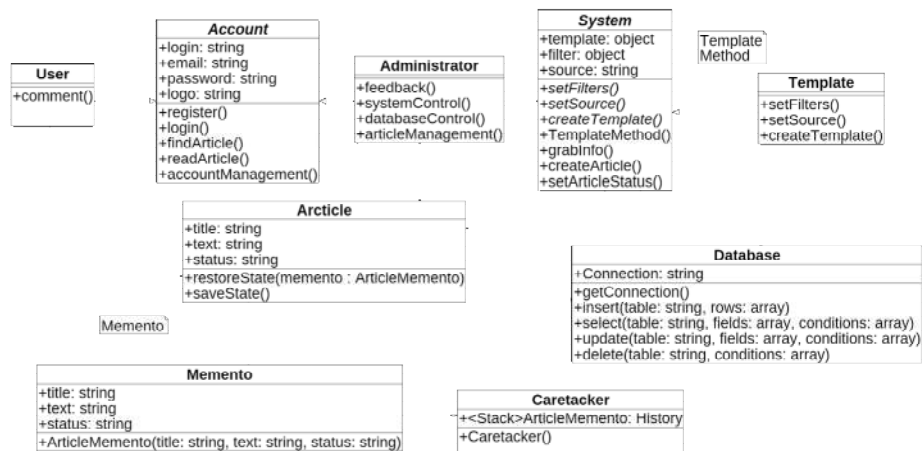 Account
+login: string
+email: string
+password: string
+logo: string
+register()
+login()
+findArticle()
+readArticle()
+accountManagement()
System
+template: object
+filter: object
+source: string
+setFilters()
+setSource()
+createTemplate()
+TemplateMethod()
+grabInfo()
+createArticle()
+setArticleStatus()
Template
Method
User
+comment()
Administrator
+feedback()
+systemControl()
+databaseControl()
+articleManagement()
Template
+setFilters()
+setSource()
+createTemplate()
Arcticle
+title: string
+text: string
+status: string
+restoreState(memento : ArticleMemento)
+saveState()
Database
+Connection: string
+getConnection()
+insert(table: string, rows: array)
+select(table: string, fields: array, conditions: array)
+update(table: string, fields: array, conditions: array)
+delete(table: string, conditions: array)
Memento
Memento
+title: string
+text: string
+status: string
+ArticleMemento(title: string, text: string, status: string)
Caretacker
+<Stack>ArticleMemento: History
+Caretacker()